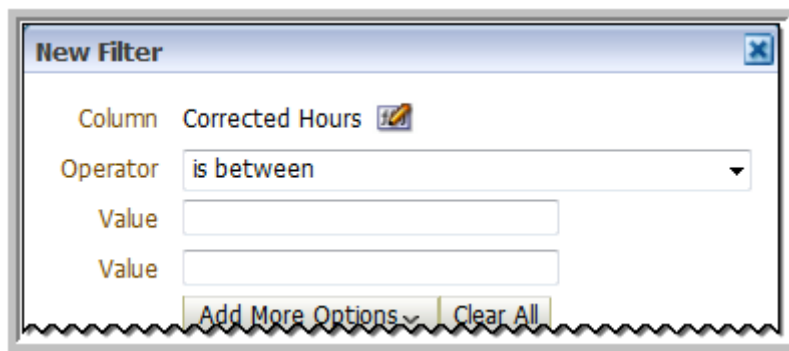 New Filter
Column Corrected Hours
Operator is between
Value
Value
Add More Options Clear All